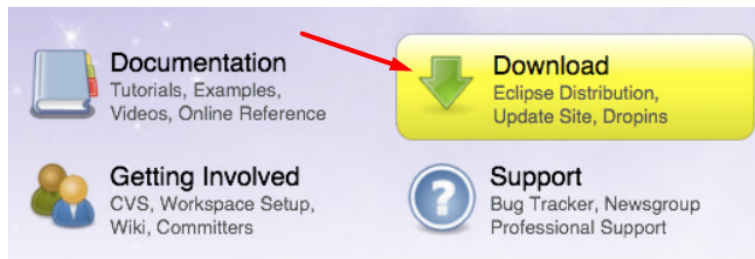 Documentation
Tutorials, Examples,
Videos, Online Reference
Download
Eclipse Distribution,
Update Site, Dropins
Getting Involved
CVS, Workspace Setup,
Wiki, Committers
Support
Bug Tracker, Newsgroup
Professional Support